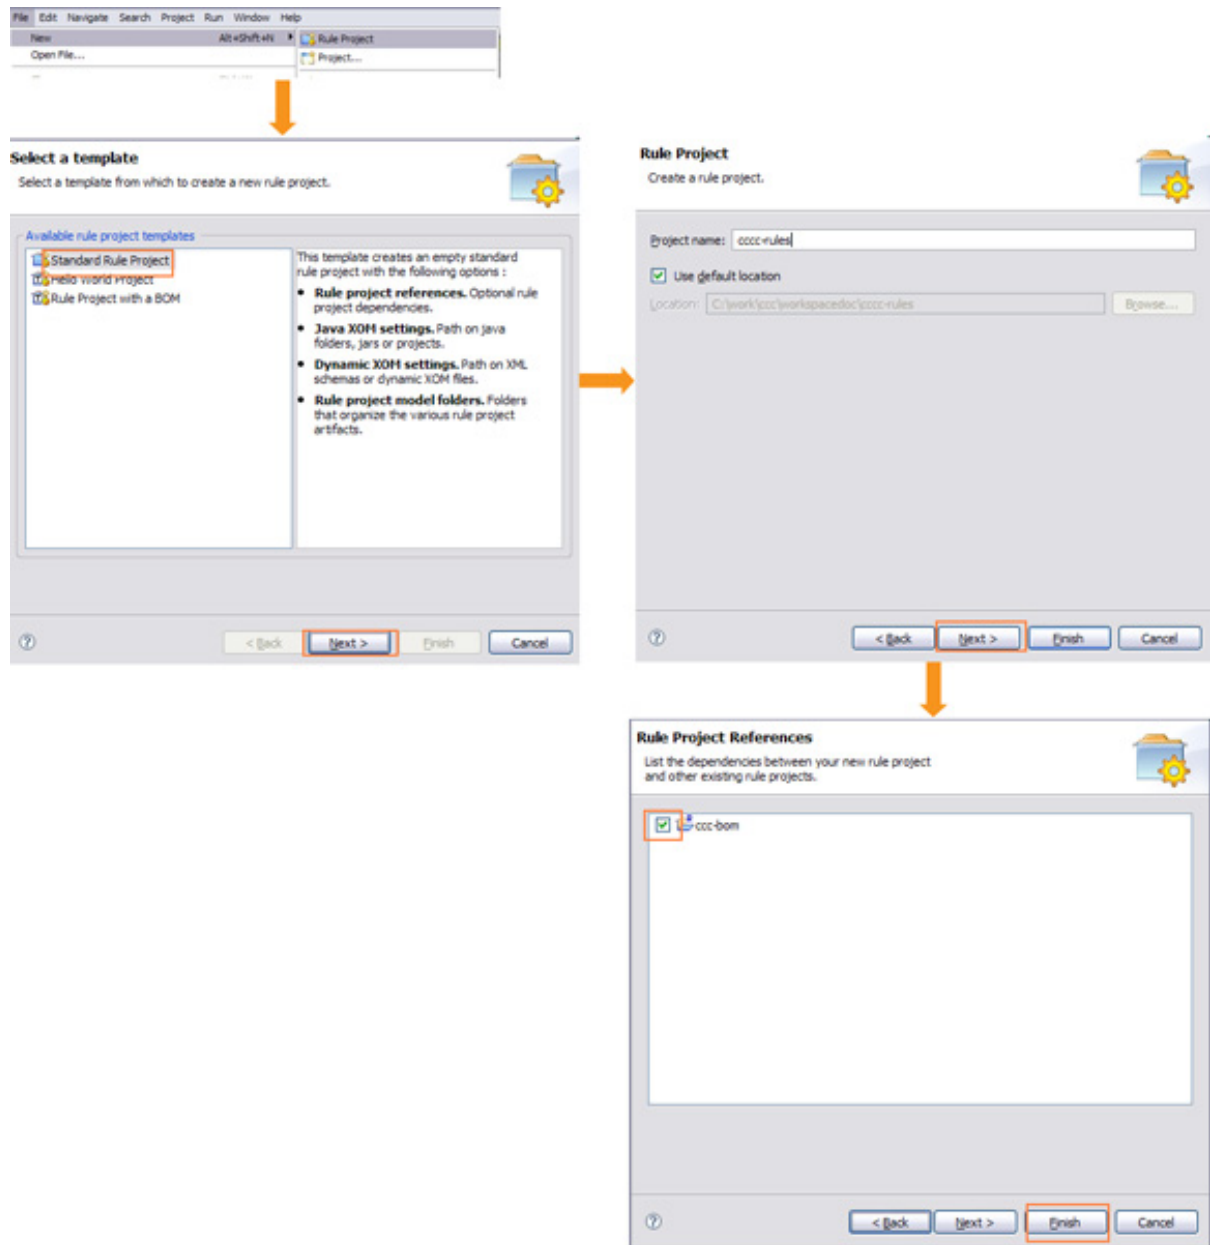 File Edit Navigate Search Project Run Window Help
New Alt+Shift+N Rule Project
Open File... Project...
Select a template
Select a template from which to create a new rule project.
Available rule project templates
Standard Rule Project
Hello World Project
Rule Project with a BOM
This template creates an empty standard
rule project with the following options :
• Rule project references. Optional rule
project dependencies.
• Java XOM settings. Path on java
folders, jars or projects.
• Dynamic XOM settings. Path on XML
schemas or dynamic XOM files.
• Rule project model folders. Folders
that organize the various rule project
artifacts.
< Back Next > Finish Cancel
Rule Project
Create a rule project.
Project name: cccc-rules
Use default location
Location: C:\work\ccc\workspacedoc\cccc-rules Browse...
< Back Next > Finish Cancel
Rule Project References
List the dependencies between your new rule project
and other existing rule projects.
ccc-bom
< Back Next > Finish Cancel